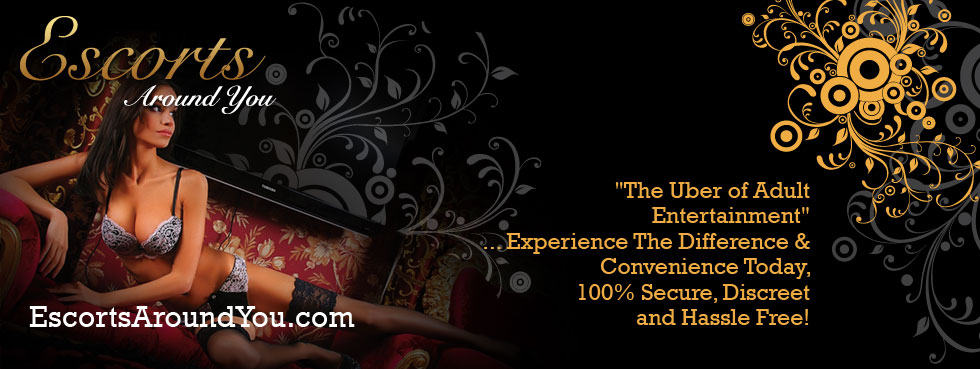 Escorts
Around You
TOSHIBA
"The Uber of Adult
Entertainment"
... Experience The Difference &
Convenience Today,
100% Secure, Discreet
and Hassle Free!
EscortsAroundYou.com